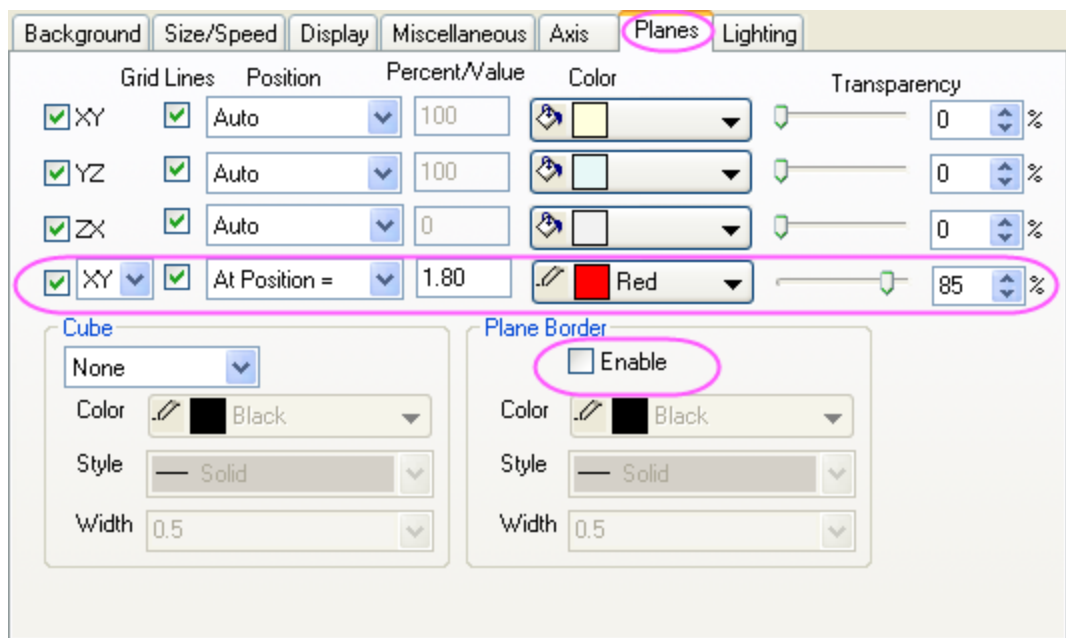 Background Size/Speed Display Miscellaneous Axis Planes Lighting
Grid Lines Position Percent/Value Color Transparency
XY Auto 100 0 %
YZ Auto 100 0 %
ZX Auto 0 0 %
XY At Position = 1.80 Red 85 %
Cube
None
Color Black
Style Solid
Width 0.5
Plane Border
Enable
Color Black
Style Solid
Width 0.5